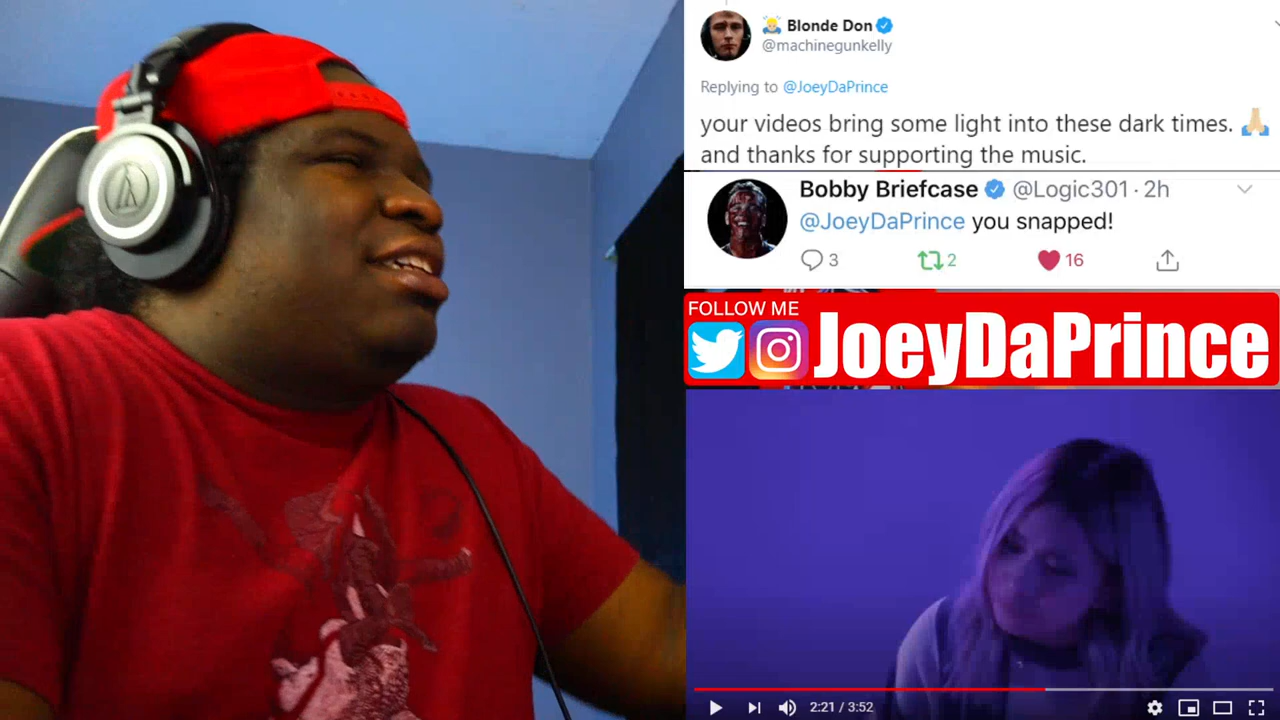 Blonde Don
@machinegunkelly
Replying to @JoeyDaPrince
your videos bring some light into these dark times. 🙏🏼
and thanks for supporting the music.
Bobby Briefcase @Logic301 · 2h
@JoeyDaPrince you snapped!
3 2 16
FOLLOW ME
JoeyDaPrince
2:21 / 3:52